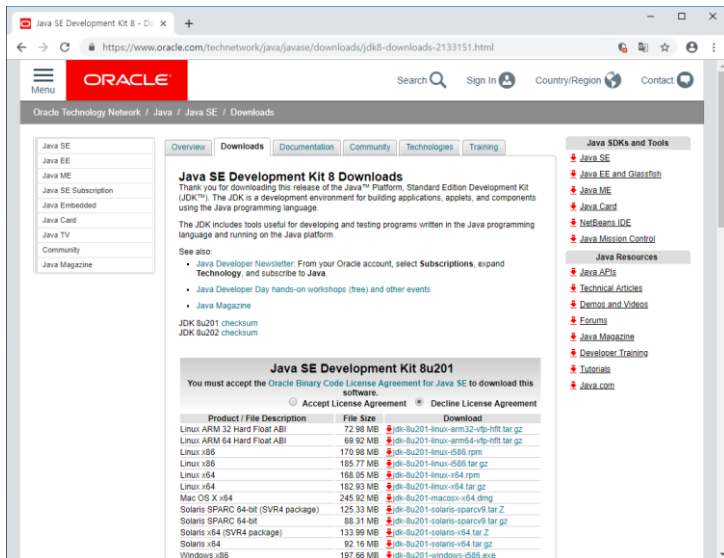 Java SE Development Kit 8 - Do
https://www.oracle.com/technetwork/java/javase/downloads/jdk8-downloads-2133151.html
Menu
ORACLE
Search
Sign In
Country/Region
Contact
Oracle Technology Network / Java / Java SE / Downloads
Java SE
Java EE
Java ME
Java SE Subscription
Java Embedded
Java Card
Java TV
Community
Java Magazine
Overview
Downloads
Documentation
Community
Technologies
Training
Java SE Development Kit 8 Downloads
Thank you for downloading this release of the Java™ Platform, Standard Edition Development Kit
(JDK™). The JDK is a development environment for building applications, applets, and components
using the Java programming language.
The JDK includes tools useful for developing and testing programs written in the Java programming
language and running on the Java platform.
See also:
• Java Developer Newsletter: From your Oracle account, select Subscriptions, expand
Technology, and subscribe to Java.
• Java Developer Day hands-on workshops (free) and other events
• Java Magazine
JDK 8u201 checksum
JDK 8u202 checksum
Java SE Development Kit 8u201
You must accept the Oracle Binary Code License Agreement for Java SE to download this
software.
Accept License Agreement Decline License Agreement
Product / File Description File Size Download
Linux ARM 32 Hard Float ABI 72.98 MB jdk-8u201-linux-arm32-vfp-hflt.tar.gz
Linux ARM 64 Hard Float ABI 69.92 MB jdk-8u201-linux-arm64-vfp-hflt.tar.gz
Linux x86 170.98 MB jdk-8u201-linux-i586.rpm
Linux x86 185.77 MB jdk-8u201-linux-i586.tar.gz
Linux x64 168.05 MB jdk-8u201-linux-x64.rpm
Linux x64 182.93 MB jdk-8u201-linux-x64.tar.gz
Mac OS X x64 245.92 MB jdk-8u201-macosx-x64.dmg
Solaris SPARC 64-bit (SVR4 package) 125.33 MB jdk-8u201-solaris-sparcv9.tar.Z
Solaris SPARC 64-bit 88.31 MB jdk-8u201-solaris-sparcv9.tar.gz
Solaris x64 (SVR4 package) 133.99 MB jdk-8u201-solaris-x64.tar.Z
Solaris x64 92.16 MB jdk-8u201-solaris-x64.tar.gz
Windows x86 197.66 MB jdk-8u201-windows-i586.exe
Java SDKs and Tools
Java SE
Java EE and Glassfish
Java ME
Java Card
NetBeans IDE
Java Mission Control
Java Resources
Java APIs
Technical Articles
Demos and Videos
Forums
Java Magazine
Developer Training
Tutorials
Java.com